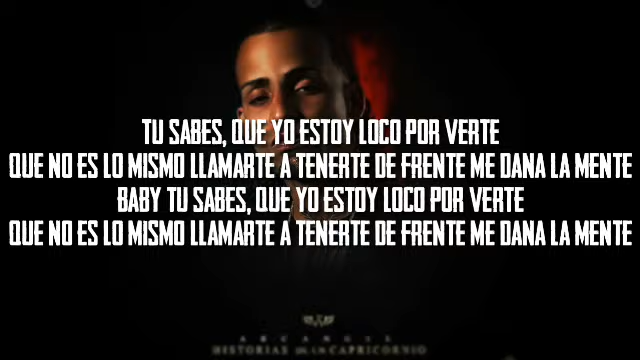 TU SABES, QUE YO ESTOY LOCO POR VERTE
QUE NO ES LO MISMO LLAMARTE A TENERTE DE FRENTE ME DANA LA MENTE
BABY TU SABES, QUE YO ESTOY LOCO POR VERTE
QUE NO ES LO MISMO LLAMARTE A TENERTE DE FRENTE ME DANA LA MENTE
ARCANGEL
HISTORIAS DE UN CAPRICORNIO